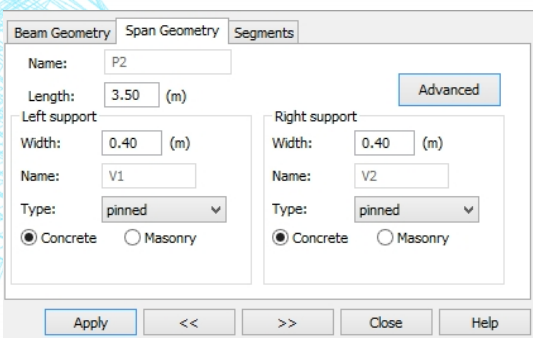 Beam Geometry Span Geometry Segments
Name: P2
Length: 3.50 (m) Advanced
Left support Right support
Width: 0.40 (m) Width: 0.40 (m)
Name: V1 Name: V2
Type: pinned Type: pinned
Concrete Masonry Concrete Masonry
Apply << >> Close Help